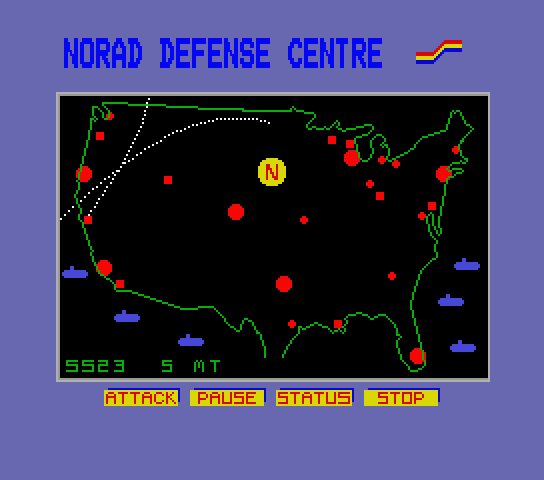 NORAD DEFENSE CENTRE
N
5523 5 MT
ATTACK PAUSE STATUS STOP